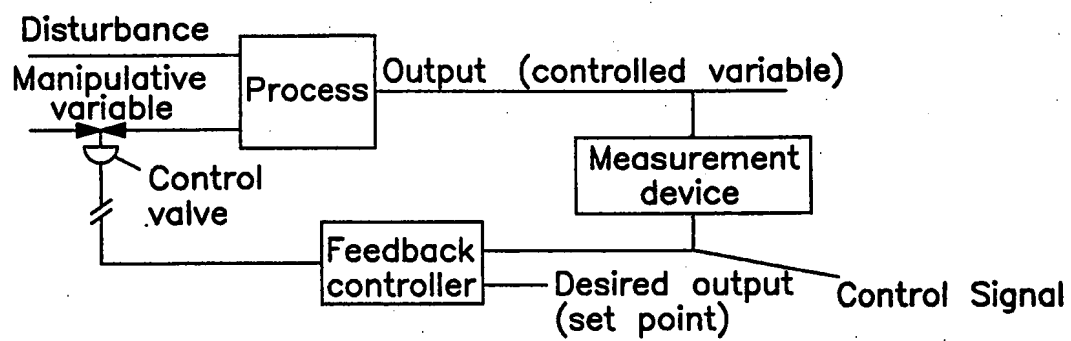 Disturbance
Manipulative
variable
Process
Output (controlled variable)
Control
valve
Measurement
device
Feedback
controller
Desired output
(set point)
Control Signal